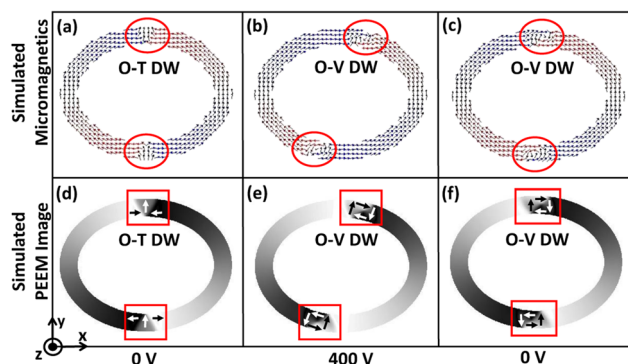 Simulated Micromagnetics
(a)
O-T DW
(b)
O-V DW
(c)
O-V DW
Simulated PEEM Image
(d)
O-T DW
(e)
O-V DW
(f)
O-V DW
y
z
x
0 V
400 V
0 V